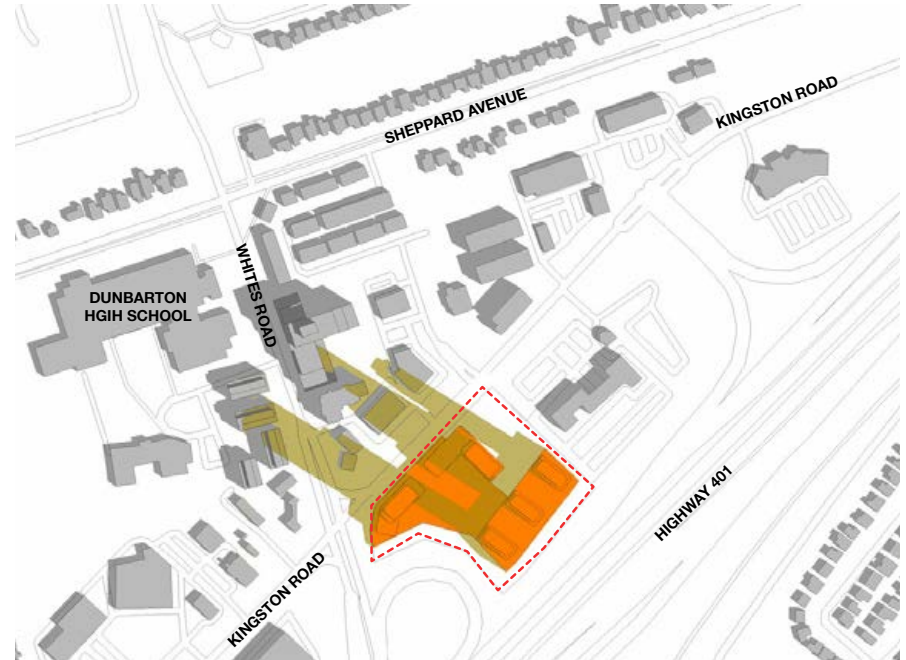 SHEPPARD AVENUE
KINGSTON ROAD
WHITES ROAD
DUNBARTON
HGIH SCHOOL
HIGHWAY 401
KINGSTON ROAD